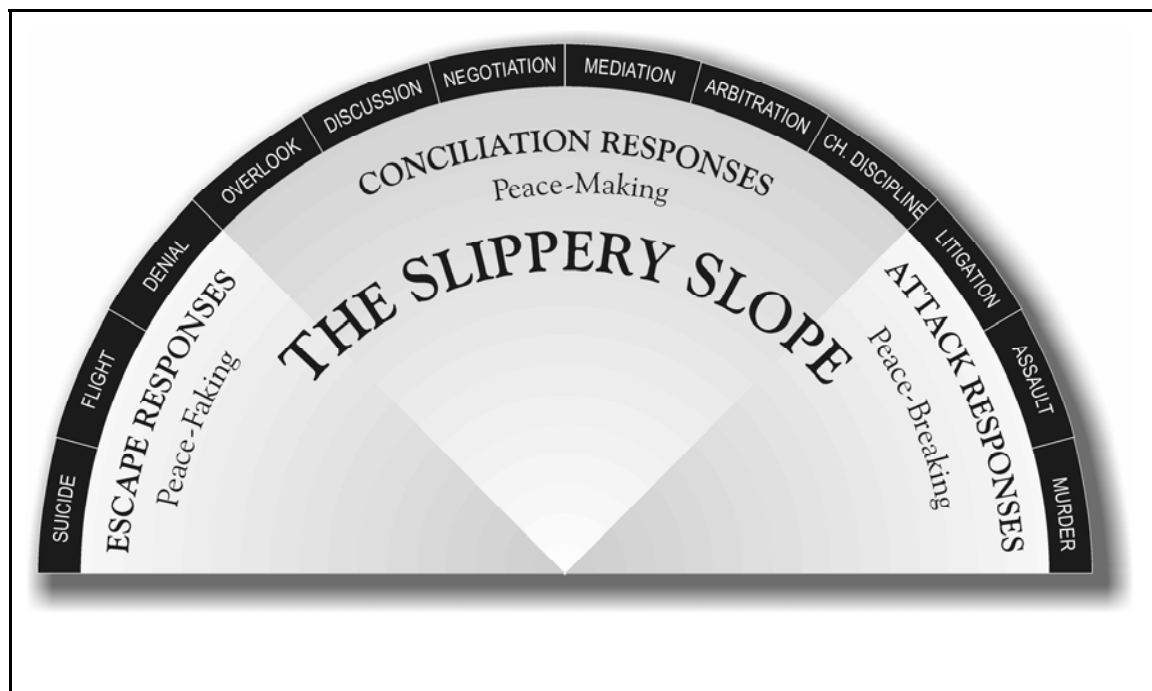 SUICIDE
FLIGHT
DENIAL
OVERLOOK
DISCUSSION
NEGOTIATION
MEDIATION
ARBITRATION
CH. DISCIPLINE
LITIGATION
ASSAULT
MURDER
ESCAPE RESPONSES
Peace-Faking
CONCILIATION RESPONSES
Peace-Making
ATTACK RESPONSES
Peace-Breaking
THE SLIPPERY SLOPE